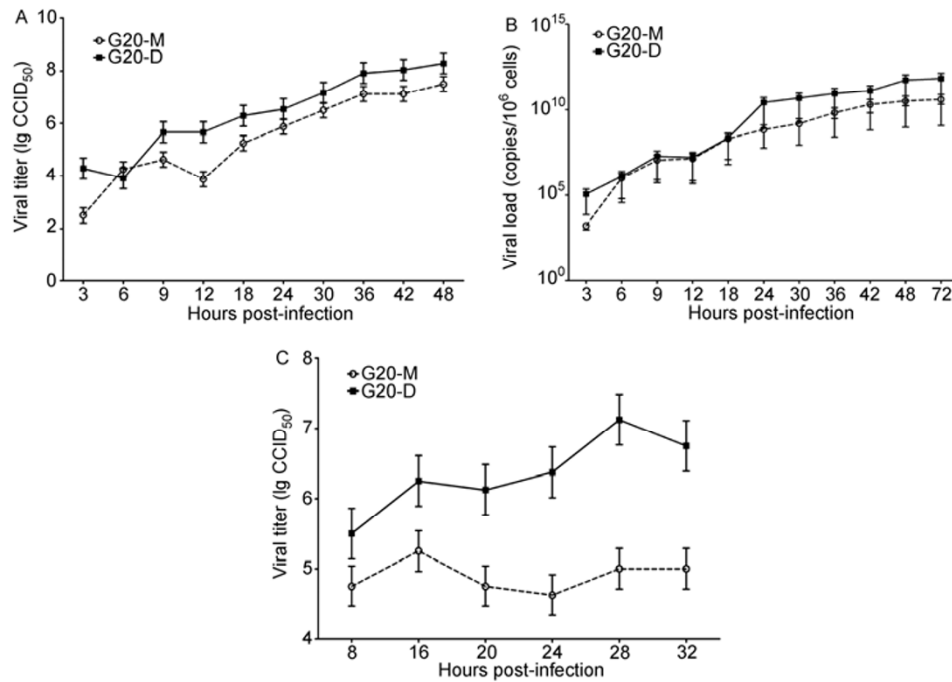 A
G20-M
G20-D
Viral titer (lg CCID50)
10
8
6
4
2
0
3 6 9 12 18 24 30 36 42 48
Hours post-infection
B
G20-M
G20-D
Viral load (copies/10^6 cells)
10^15
10^10
10^5
10^0
3 6 9 12 18 24 30 36 42 48 72
Hours post-infection
C
G20-M
G20-D
Viral titer (lg CCID50)
8
7
6
5
4
8 16 20 24 28 32
Hours post-infection